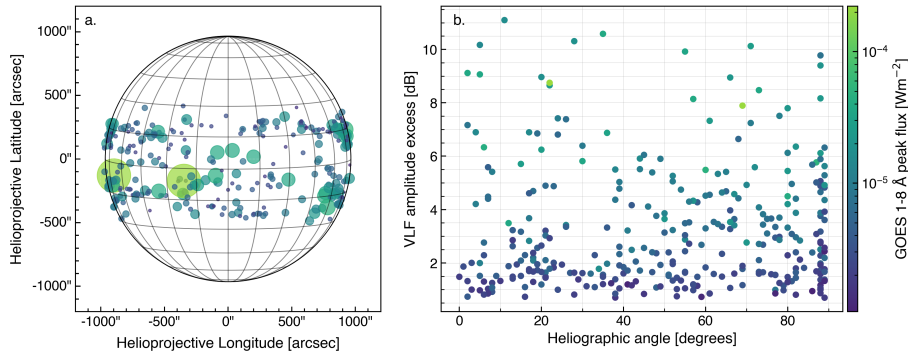 a.
1000"
500"
0"
-500"
-1000"
Helioprojective Latitude [arcsec]
-1000" -500" 0" 500" 1000"
Helioprojective Longitude [arcsec]
b.
10
8
6
4
2
VLF amplitude excess [dB]
0 20 40 60 80
Heliographic angle [degrees]
10⁻⁴
10⁻⁵
GOES 1-8 Å peak flux [Wm⁻²]